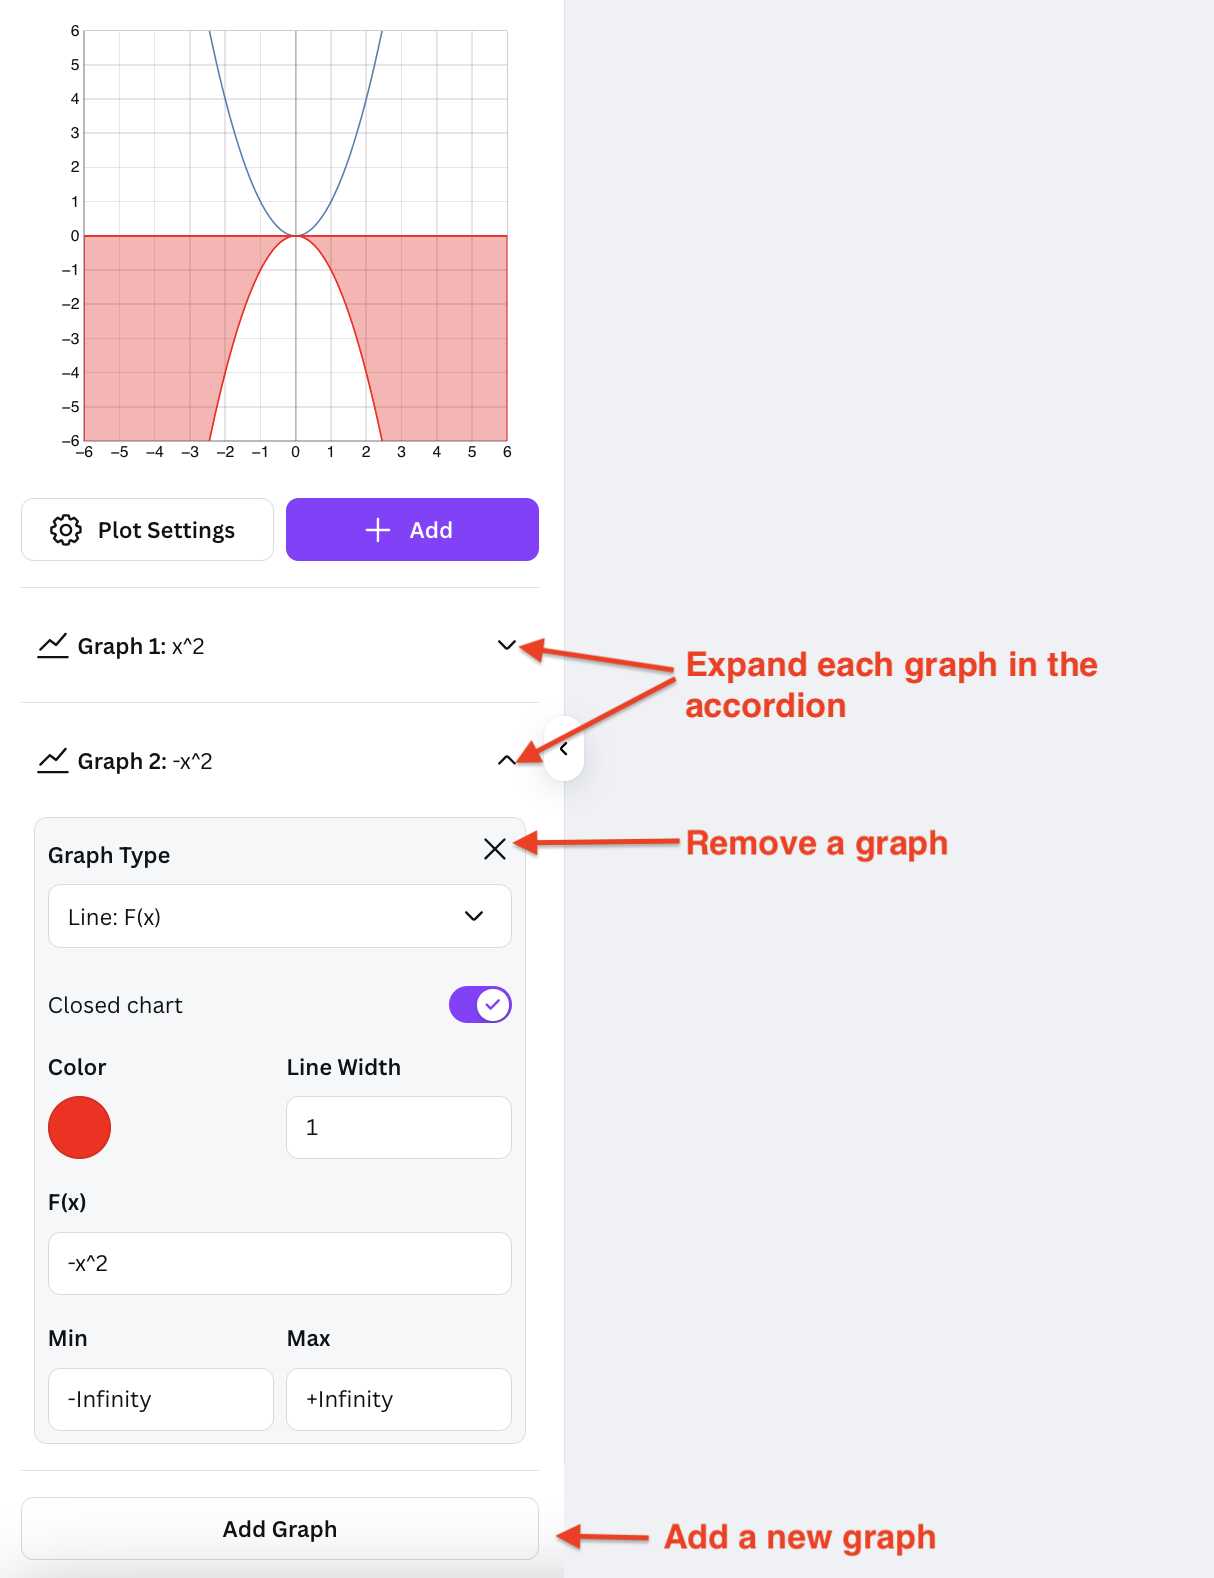 6
5
4
3
2
1
0
−1
−2
−3
−4
−5
−6
−6 −5 −4 −3 −2 −1 0 1 2 3 4 5 6
Plot Settings
Add
Graph 1: x^2
Expand each graph in the
accordion
Graph 2: -x^2
Graph Type
Remove a graph
Line: F(x)
Closed chart
Color Line Width
1
F(x)
-x^2
Min Max
-Infinity +Infinity
Add Graph
Add a new graph